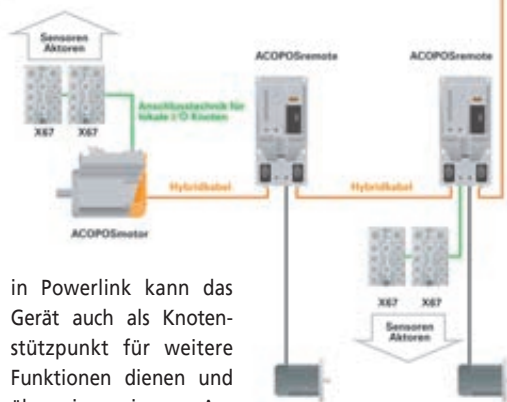 Sensoren
Aktoren
ACOPOSremote
ACOPOSremote
X67 X67
Anschlusstechnik für
lokale I/O Knoten
Hybridkabel
Hybridkabel
ACOPOSmotor
X67 X67
Sensoren
Aktoren
in Powerlink kann das
Gerät auch als Knoten-
stützpunkt für weitere
Funktionen dienen und